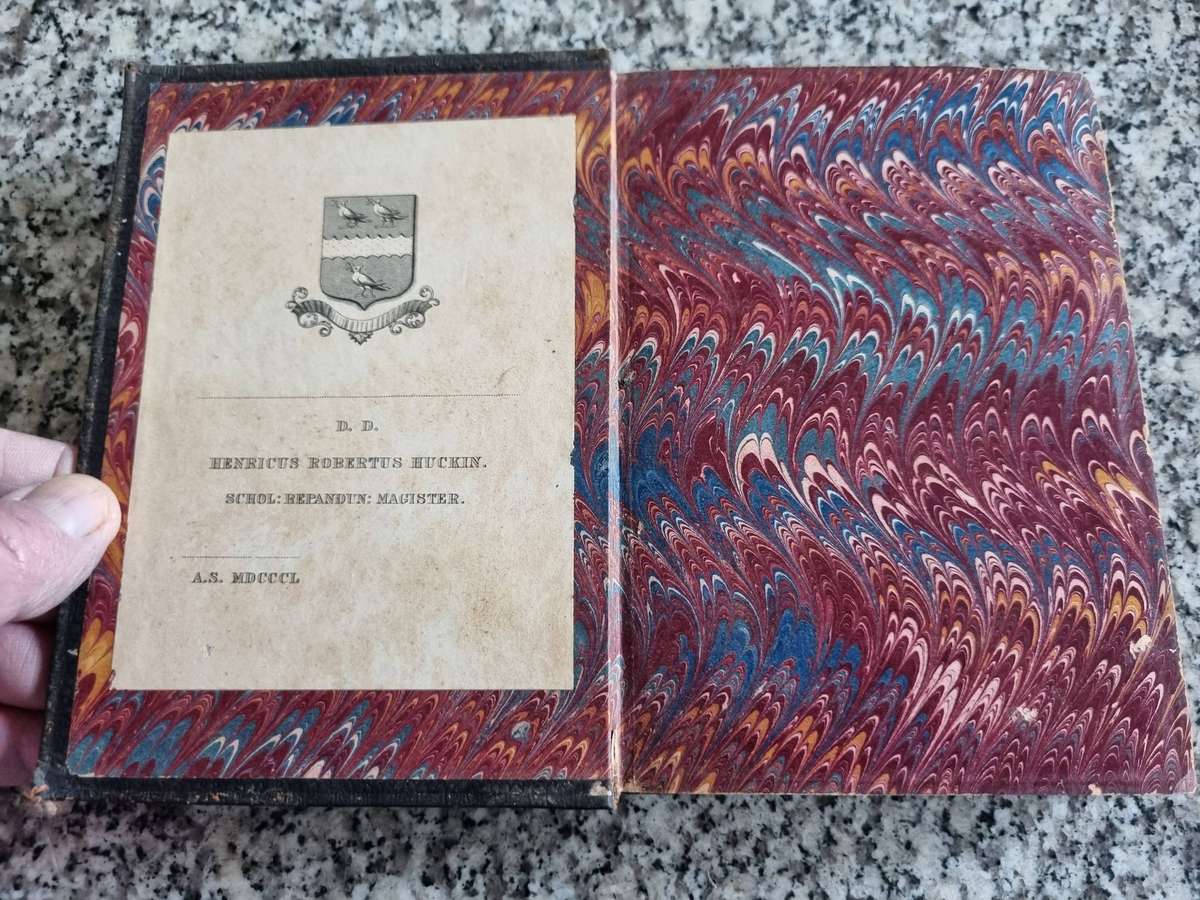 D. D.
HENRICUS ROBERTUS HUCKIN.
SCHOL: REPANDUN: MAGISTER.
A.S. MDCCCL